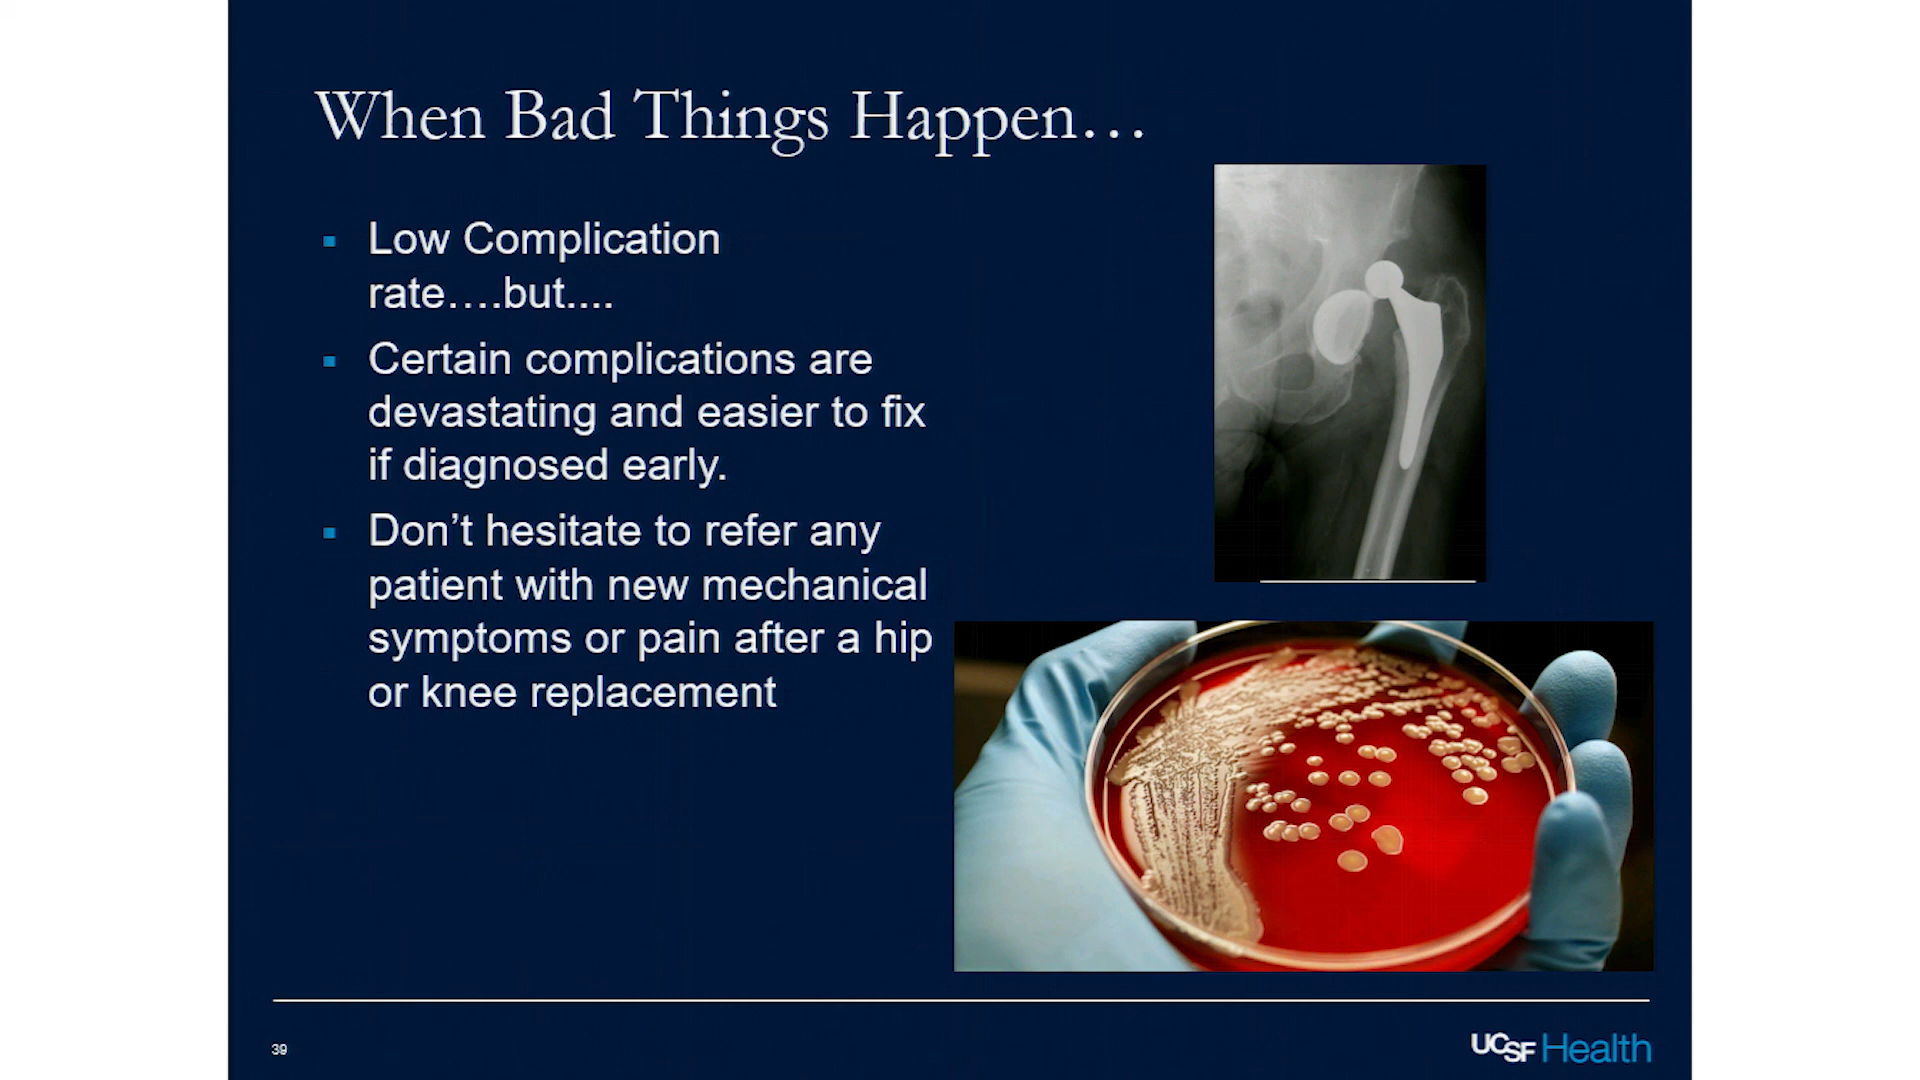 When Bad Things Happen…
▪ Low Complication
rate….but....
▪ Certain complications are
devastating and easier to fix
if diagnosed early.
▪ Don’t hesitate to refer any
patient with new mechanical
symptoms or pain after a hip
or knee replacement
39
UCSF Health